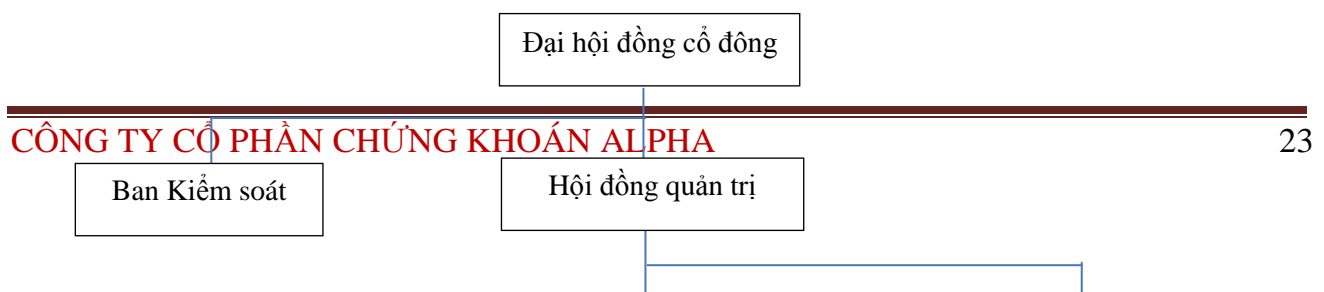 Đại hội đồng cổ đông
CÔNG TY CỔ PHẦN CHỨNG KHOÁN ALPHA 23
Ban Kiểm soát
Hội đồng quản trị